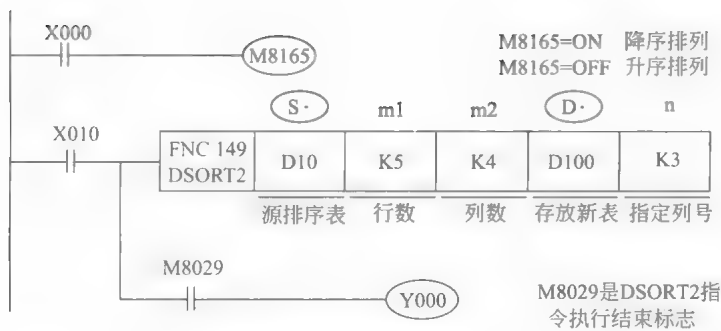 X000
M8165
M8165=ON 降序排列
M8165=OFF 升序排列
S· m1 m2 D· n
X010
FNC 149
DSORT2
D10 K5 K4 D100 K3
源排序表 行数 列数 存放新表 指定列号
M8029
Y000
M8029是DSORT2指
令执行结束标志